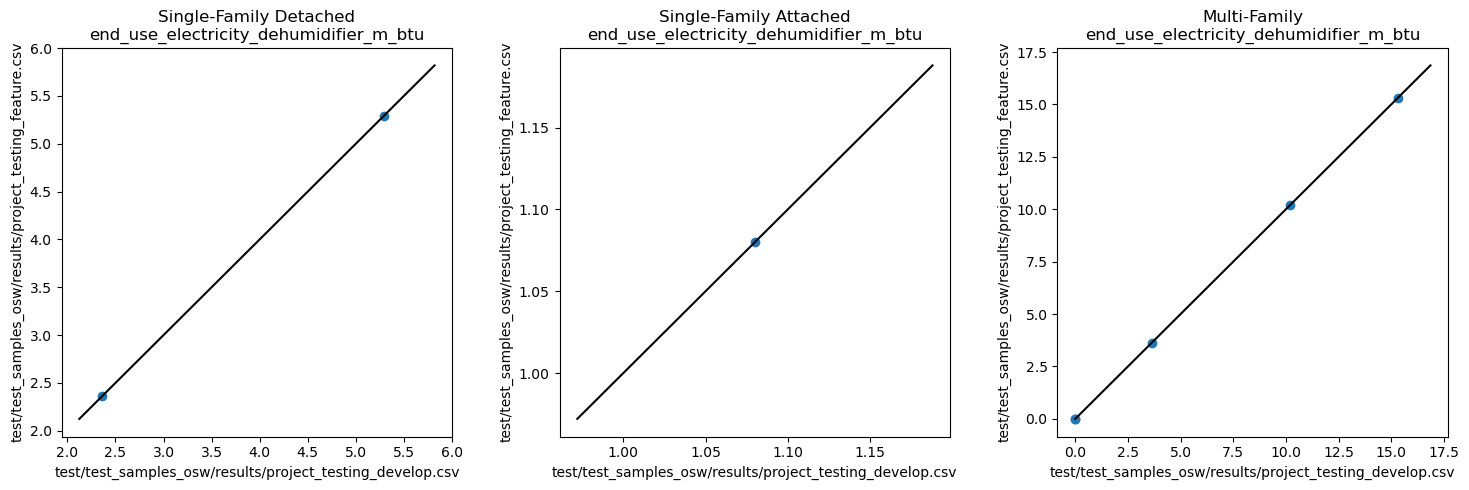 Single-Family Detached
end_use_electricity_dehumidifier_m_btu
test/test_samples_osw/results/project_testing_feature.csv
6.0
5.5
5.0
4.5
4.0
3.5
3.0
2.5
2.0
2.0 2.5 3.0 3.5 4.0 4.5 5.0 5.5 6.0
test/test_samples_osw/results/project_testing_develop.csv
Single-Family Attached
end_use_electricity_dehumidifier_m_btu
test/test_samples_osw/results/project_testing_feature.csv
1.15
1.10
1.05
1.00
1.00 1.05 1.10 1.15
test/test_samples_osw/results/project_testing_develop.csv
Multi-Family
end_use_electricity_dehumidifier_m_btu
test/test_samples_osw/results/project_testing_feature.csv
17.5
15.0
12.5
10.0
7.5
5.0
2.5
0.0
0.0 2.5 5.0 7.5 10.0 12.5 15.0 17.5
test/test_samples_osw/results/project_testing_develop.csv